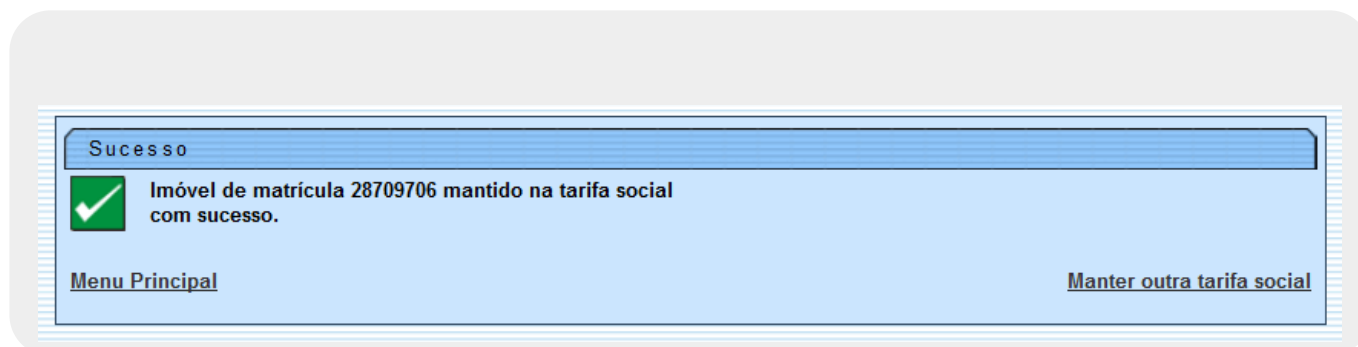 Sucesso
Imóvel de matrícula 28709706 mantido na tarifa social
com sucesso.
Menu Principal
Manter outra tarifa social